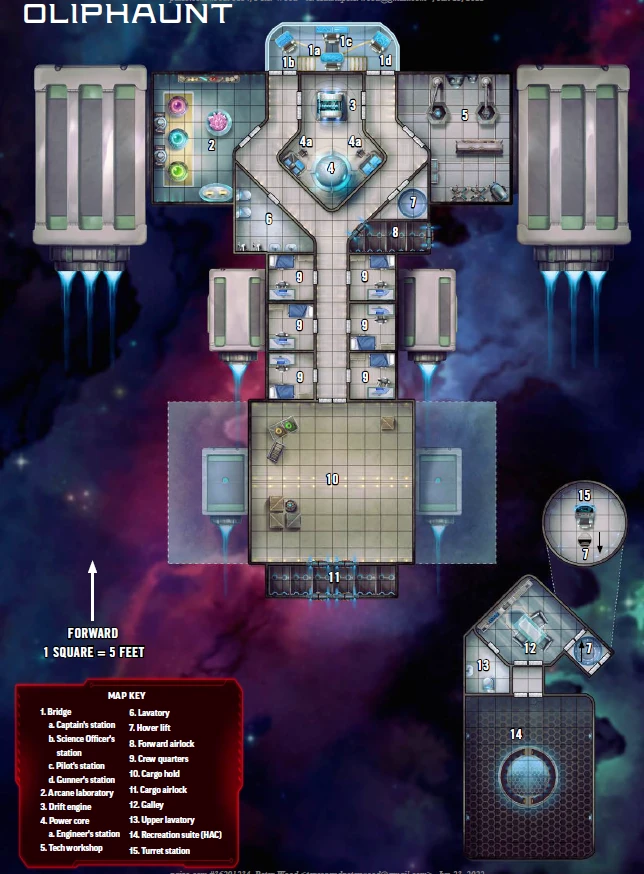 OLIPHAUNT
1a
1c
1b
1d
3
5
2
4a
4a
4
7
6
8
9
9
9
9
9
9
10
11
15
7
12
7
13
14
FORWARD
1 SQUARE = 5 FEET
MAP KEY
1. Bridge
a. Captain's station
b. Science Officer's
station
c. Pilot's station
d. Gunner's station
2. Arcane laboratory
3. Drift engine
4. Power core
a. Engineer's station
5. Tech workshop
6. Lavatory
7. Hover lift
8. Forward airlock
9. Crew quarters
10. Cargo hold
11. Cargo airlock
12. Galley
13. Upper lavatory
14. Recreation suite (HAC)
15. Turret station